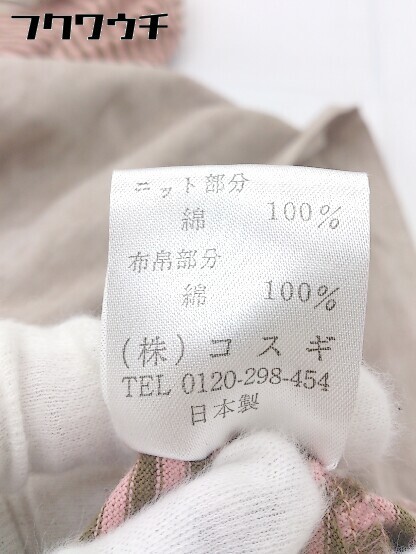 フクワウチ
ニット部分
綿 100%
布帛部分
綿 100%
(株)コスギ
TEL 0120-298-454
日本製